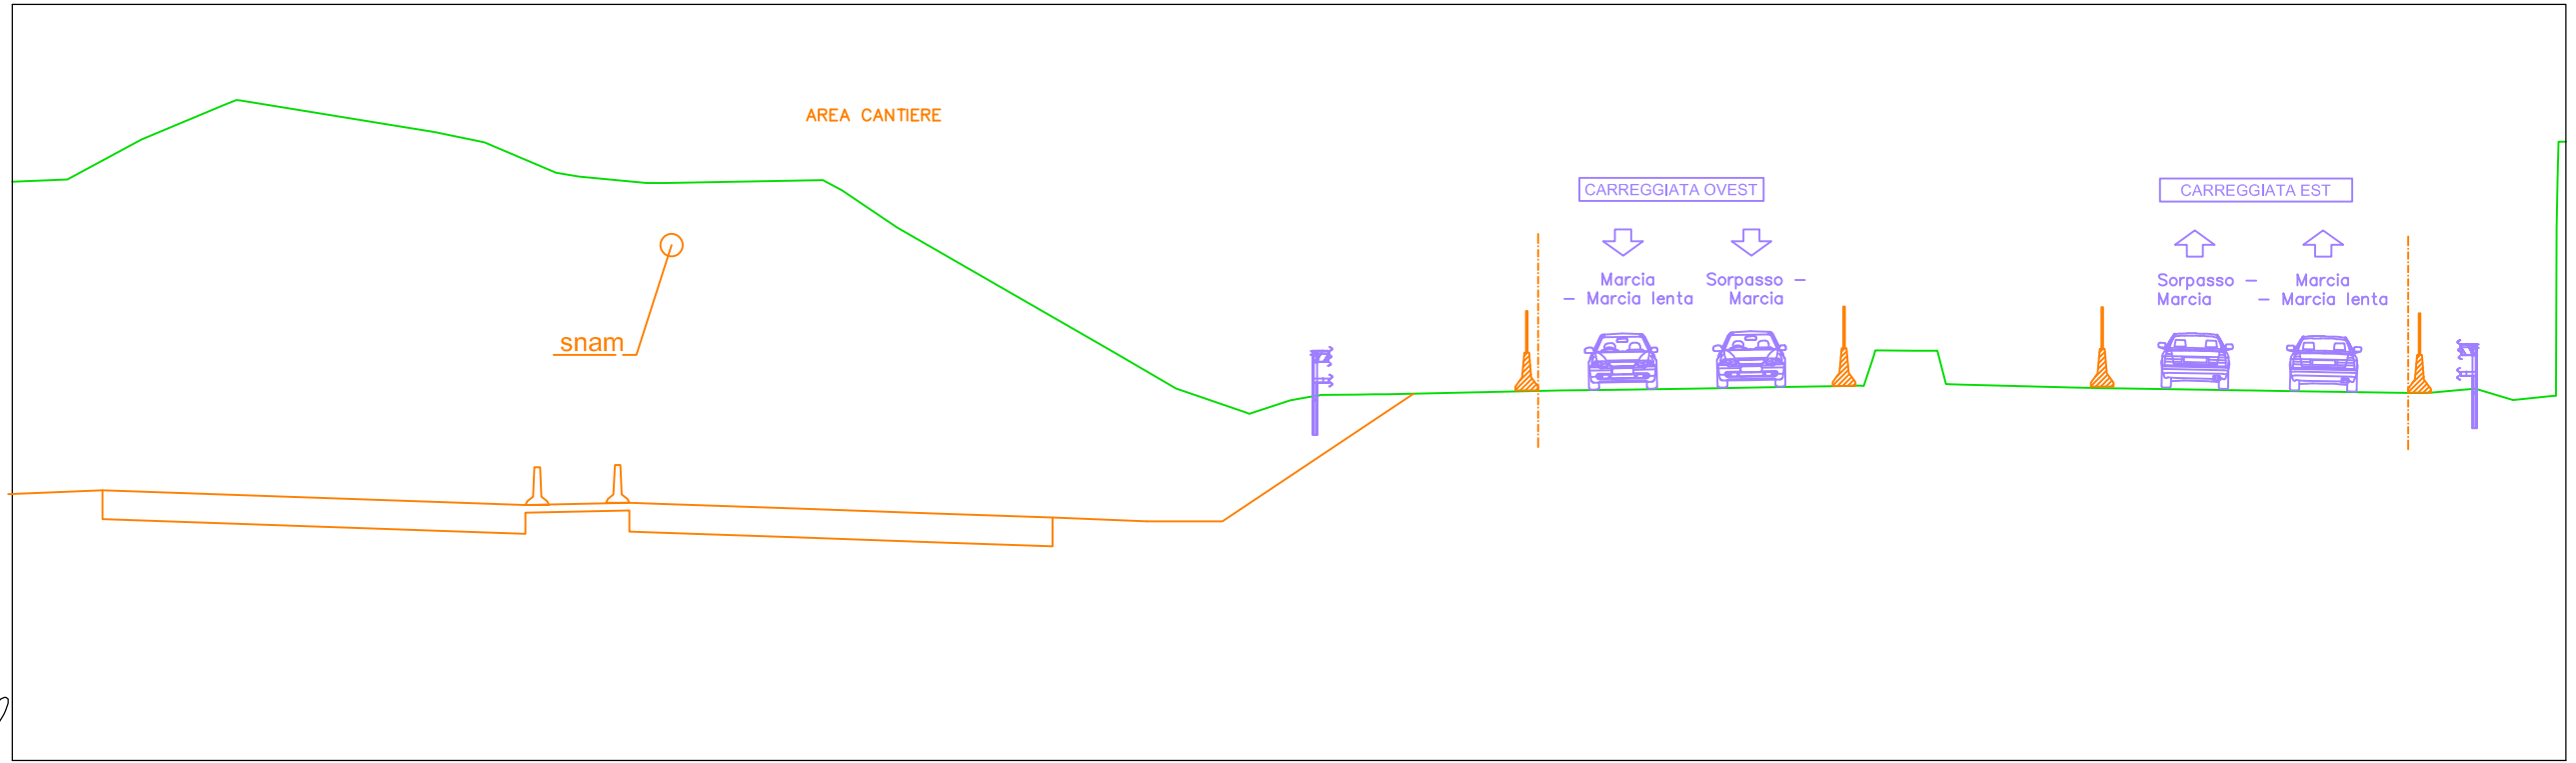 AREA CANTIERE
CARREGGIATA OVEST
CARREGGIATA EST
Marcia
- Marcia lenta
Sorpasso -
Marcia
Sorpasso -
Marcia
Marcia
- Marcia lenta
snam